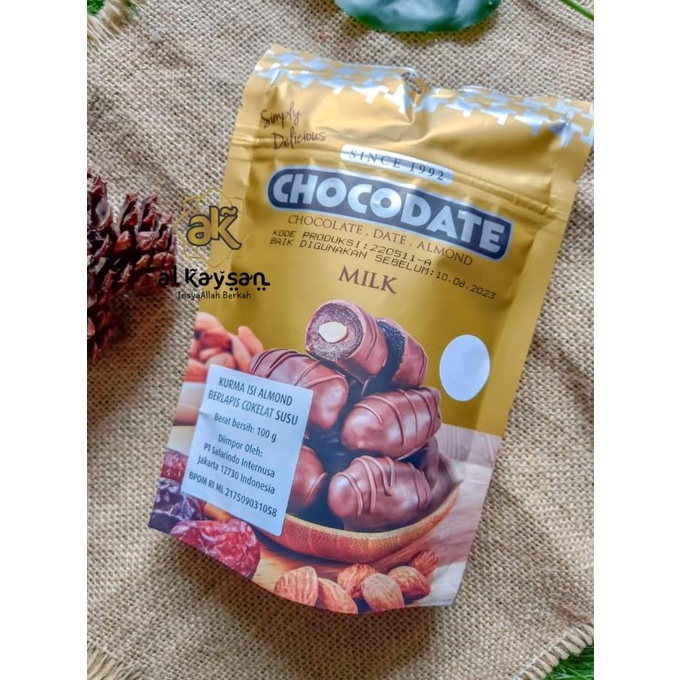 Simply
Delicious
SINCE 1992
CHOCODATE
CHOCOLATE . DATE . ALMOND
KODE PRODUKSI:220511-A
BAIK DIGUNAKAN SEBELUM:10.08.2023
MILK
ak
al kaysan
InsyaAllah Berkah
KURMA ISI ALMOND
BERLAPIS COKELAT SUSU
Berat bersih: 100 g
Diimpor Oleh:
PT Safarindo Internusa
Jakarta 12730 Indonesia
BPOM RI ML 217509031058